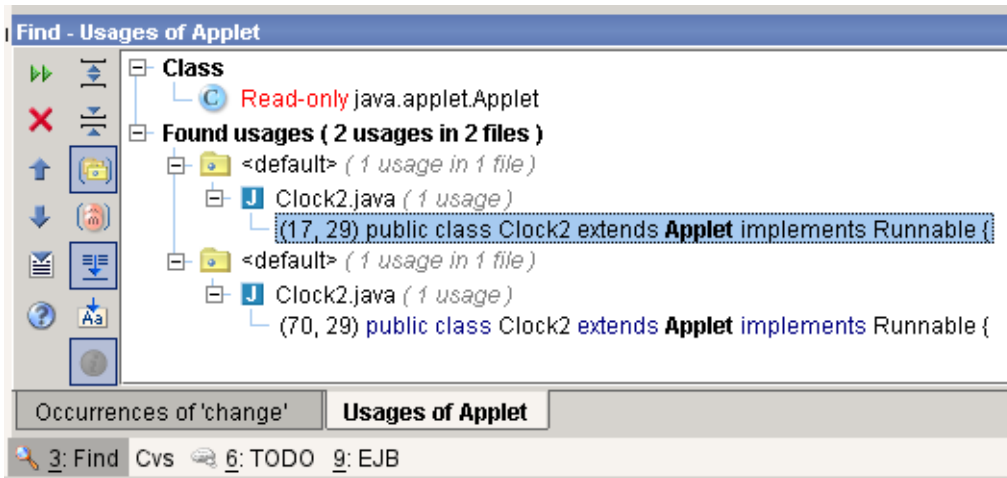 Find - Usages of Applet
Class
C Read-only java.applet.Applet
Found usages ( 2 usages in 2 files )
<default> ( 1 usage in 1 file )
J Clock2.java ( 1 usage )
(17, 29) public class Clock2 extends Applet implements Runnable {
<default> ( 1 usage in 1 file )
J Clock2.java ( 1 usage )
(70, 29) public class Clock2 extends Applet implements Runnable {
(m)
?
Aa
i
Occurrences of 'change' Usages of Applet
3: Find Cvs 6: TODO 9: EJB